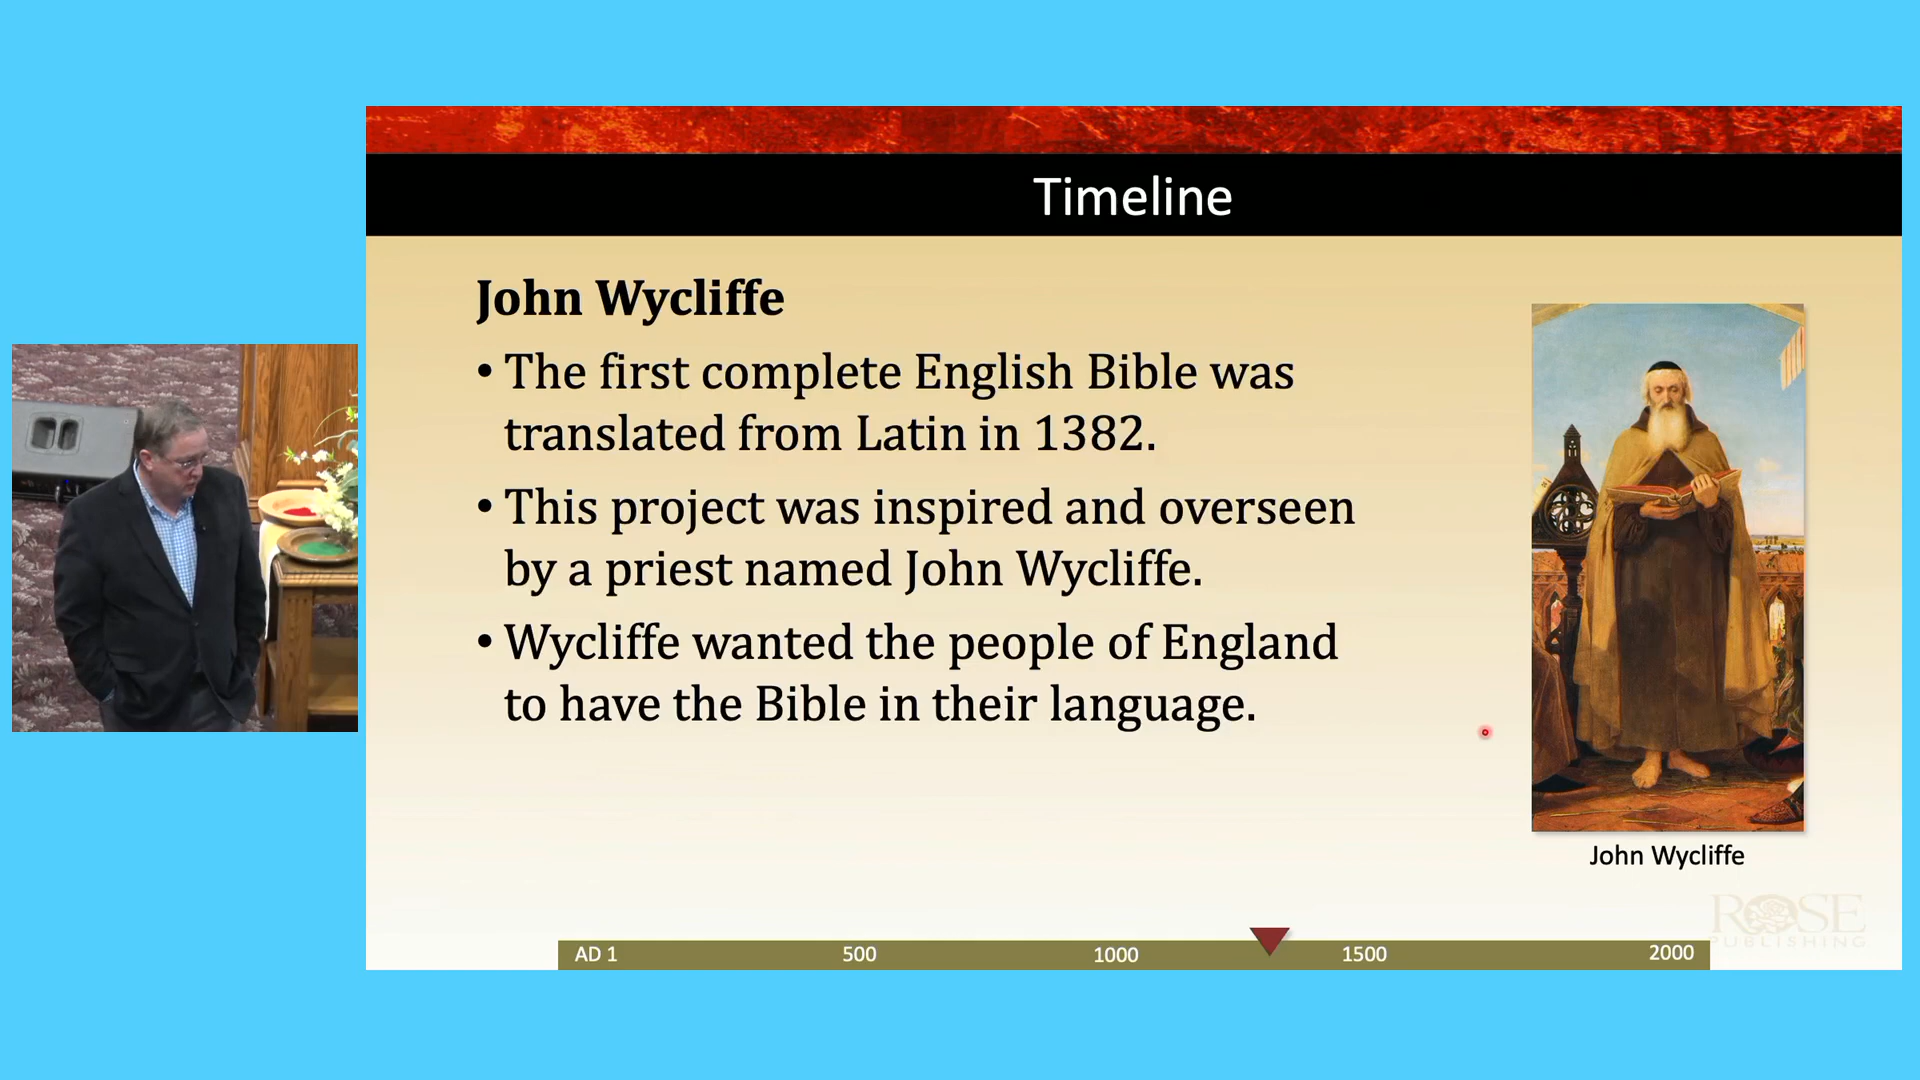 Timeline
John Wycliffe
• The first complete English Bible was
translated from Latin in 1382.
• This project was inspired and overseen
by a priest named John Wycliffe.
• Wycliffe wanted the people of England
to have the Bible in their language.
John Wycliffe
ROSE
PUBLISHING
AD 1 500 1000 1500 2000